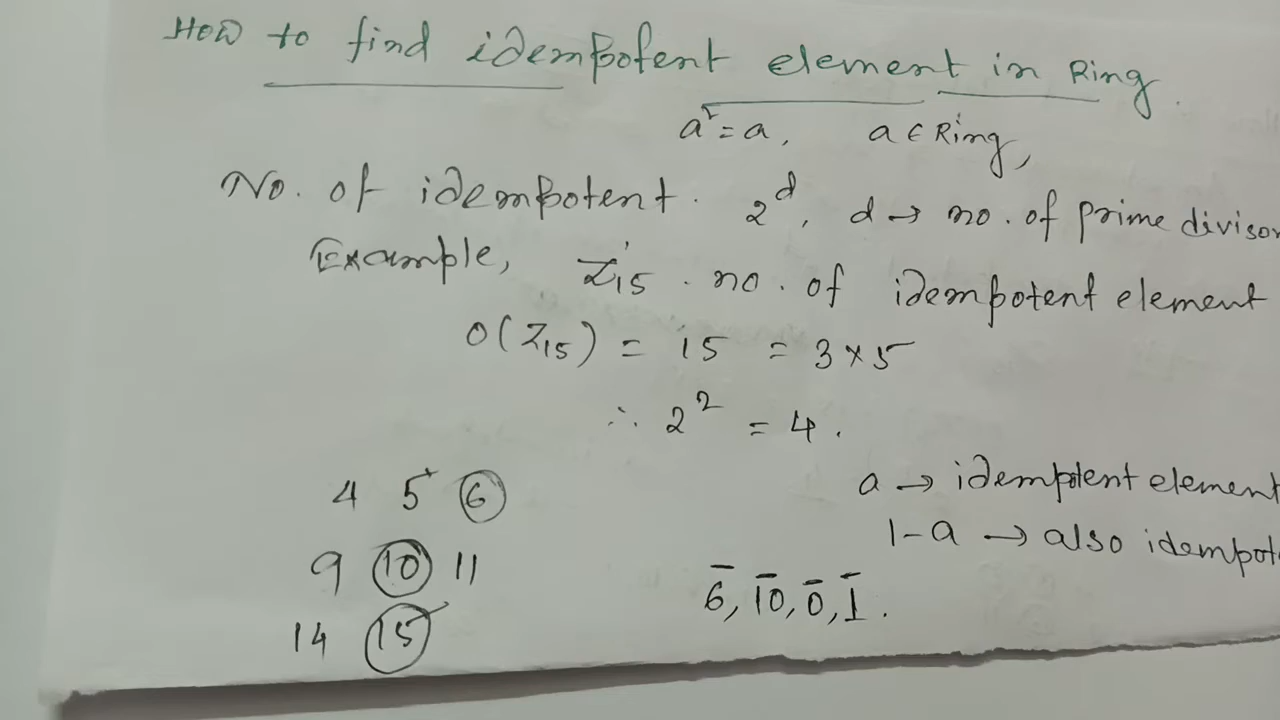 How to find idempotent element in Ring.
a² = a, a ∈ Ring,
No. of idempotent. 2^d, d → no. of prime divisor
Example, Z₁₅. no. of idempotent element
O(Z₁₅) = 15 = 3 × 5
∴ 2² = 4.
4 5 6
a → idempotent element
1-a → also idempot
9 10 11
6̄, 1̄0̄, 0̄, 1̄.
14 15